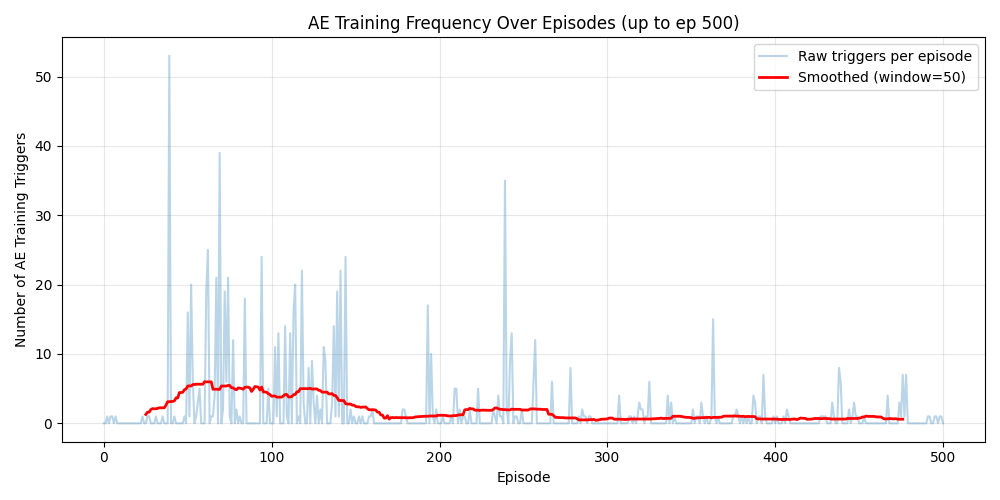 AE Training Frequency Over Episodes (up to ep 500)
Raw triggers per episode
Smoothed (window=50)
Number of AE Training Triggers
50
40
30
20
10
0
0 100 200 300 400 500
Episode